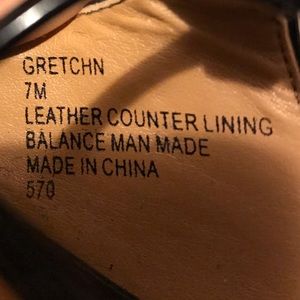 GRETCHN
7M
LEATHER COUNTER LINING
BALANCE MAN MADE
MADE IN CHINA
570